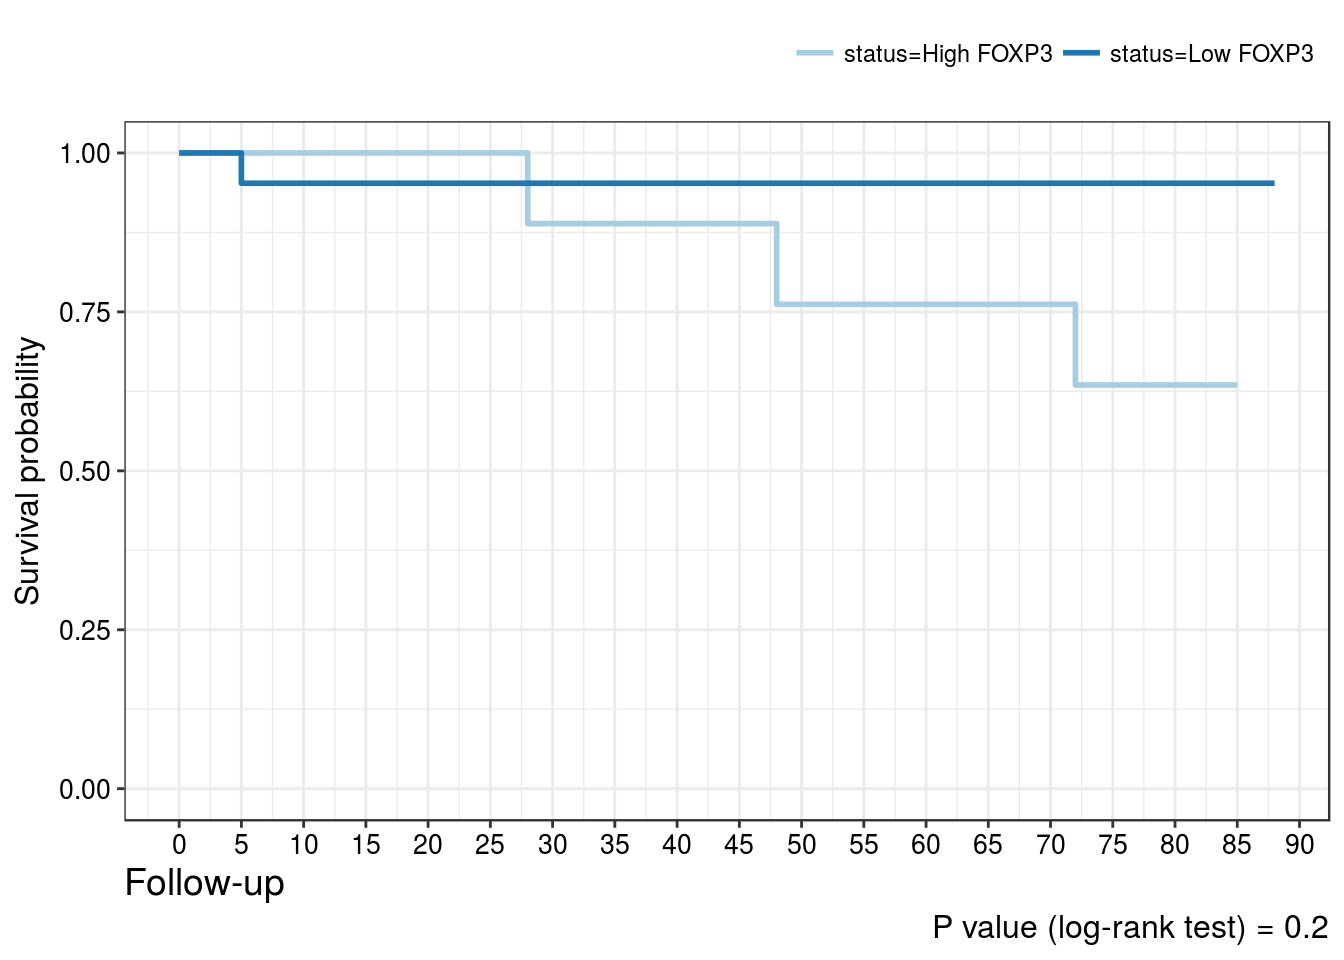 status=High FOXP3 status=Low FOXP3
1.00
0.75
0.50
0.25
0.00
Survival probability
0 5 10 15 20 25 30 35 40 45 50 55 60 65 70 75 80 85 90
Follow-up
P value (log-rank test) = 0.2